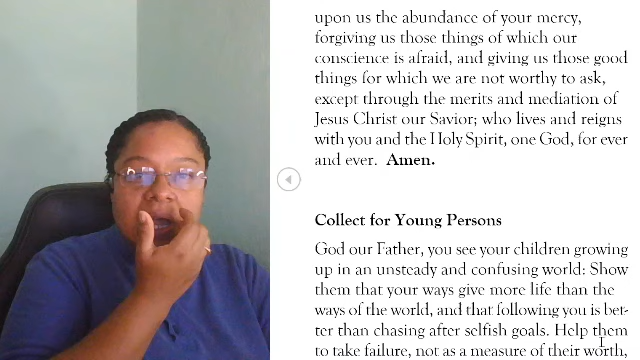 upon us the abundance of your mercy,
forgiving us those things of which our
conscience is afraid, and giving us those good
things for which we are not worthy to ask,
except through the merits and mediation of
Jesus Christ our Savior; who lives and reigns
with you and the Holy Spirit, one God, for ever
and ever. Amen.
Collect for Young Persons
God our Father, you see your children growing
up in an unsteady and confusing world: Show
them that your ways give more life than the
ways of the world, and that following you is bet-
ter than chasing after selfish goals. Help them
to take failure, not as a measure of their worth,